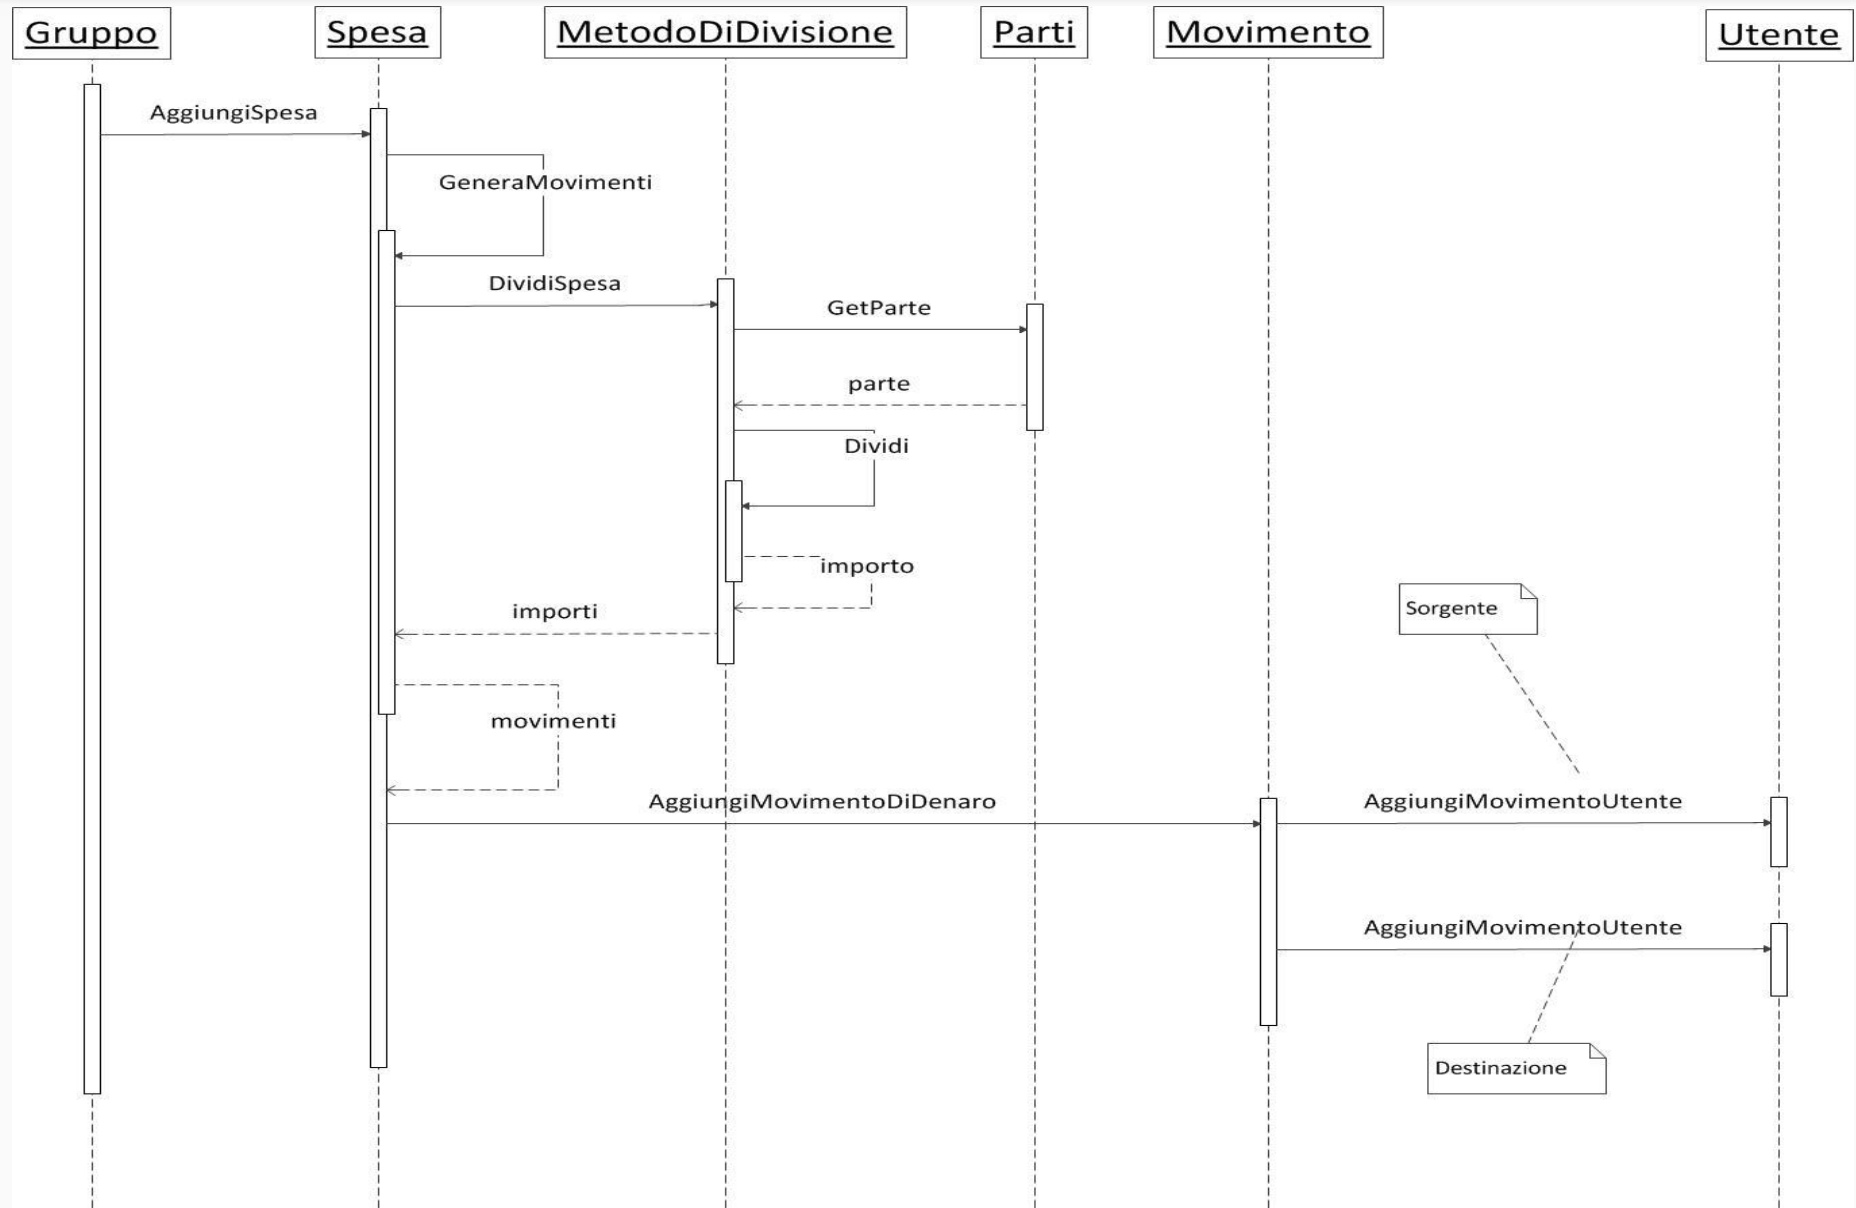 Gruppo
Spesa
MetodoDiDivisione
Parti
Movimento
Utente
AggiungiSpesa
GeneraMovimenti
DividiSpesa
GetParte
parte
Dividi
importo
importi
Sorgente
movimenti
AggiungiMovimentoDiDenaro
AggiungiMovimentoUtente
AggiungiMovimentoUtente
Destinazione